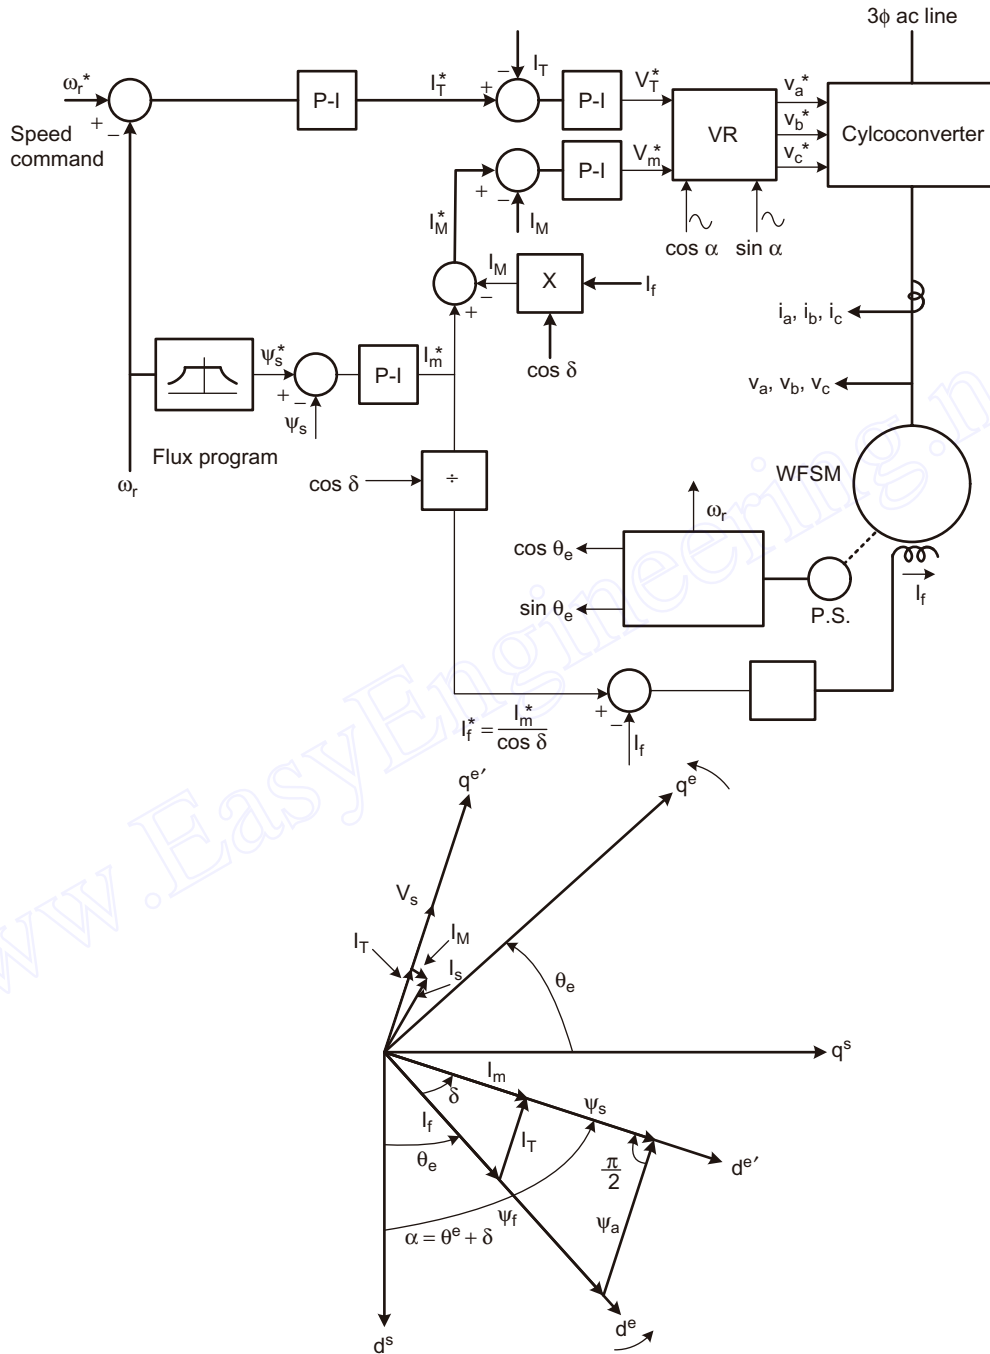 3ϕ ac line
ωr*
+
−
Speed
command
P-I
IT*
+
−
IT
P-I
VT*
VR
va*
vb*
vc*
Cylcoconverter
IM*
+
−
IM
P-I
Vm*
cos α
sin α
IM
−
+
X
If
cos δ
ia, ib, ic
va, vb, vc
ψs*
+
−
ψs
P-I
Im*
Flux program
ωr
cos δ
÷
WFSM
ωr
cos θe
sin θe
P.S.
If
If* = Im* / cos δ
+
−
If
qe′
qe
Vs
IT
IM
Is
θe
qs
Im
δ
ψs
If
IT
θe
π/2
de′
ψf
ψa
α = θe + δ
ds
de
www.EasyEngineering.n